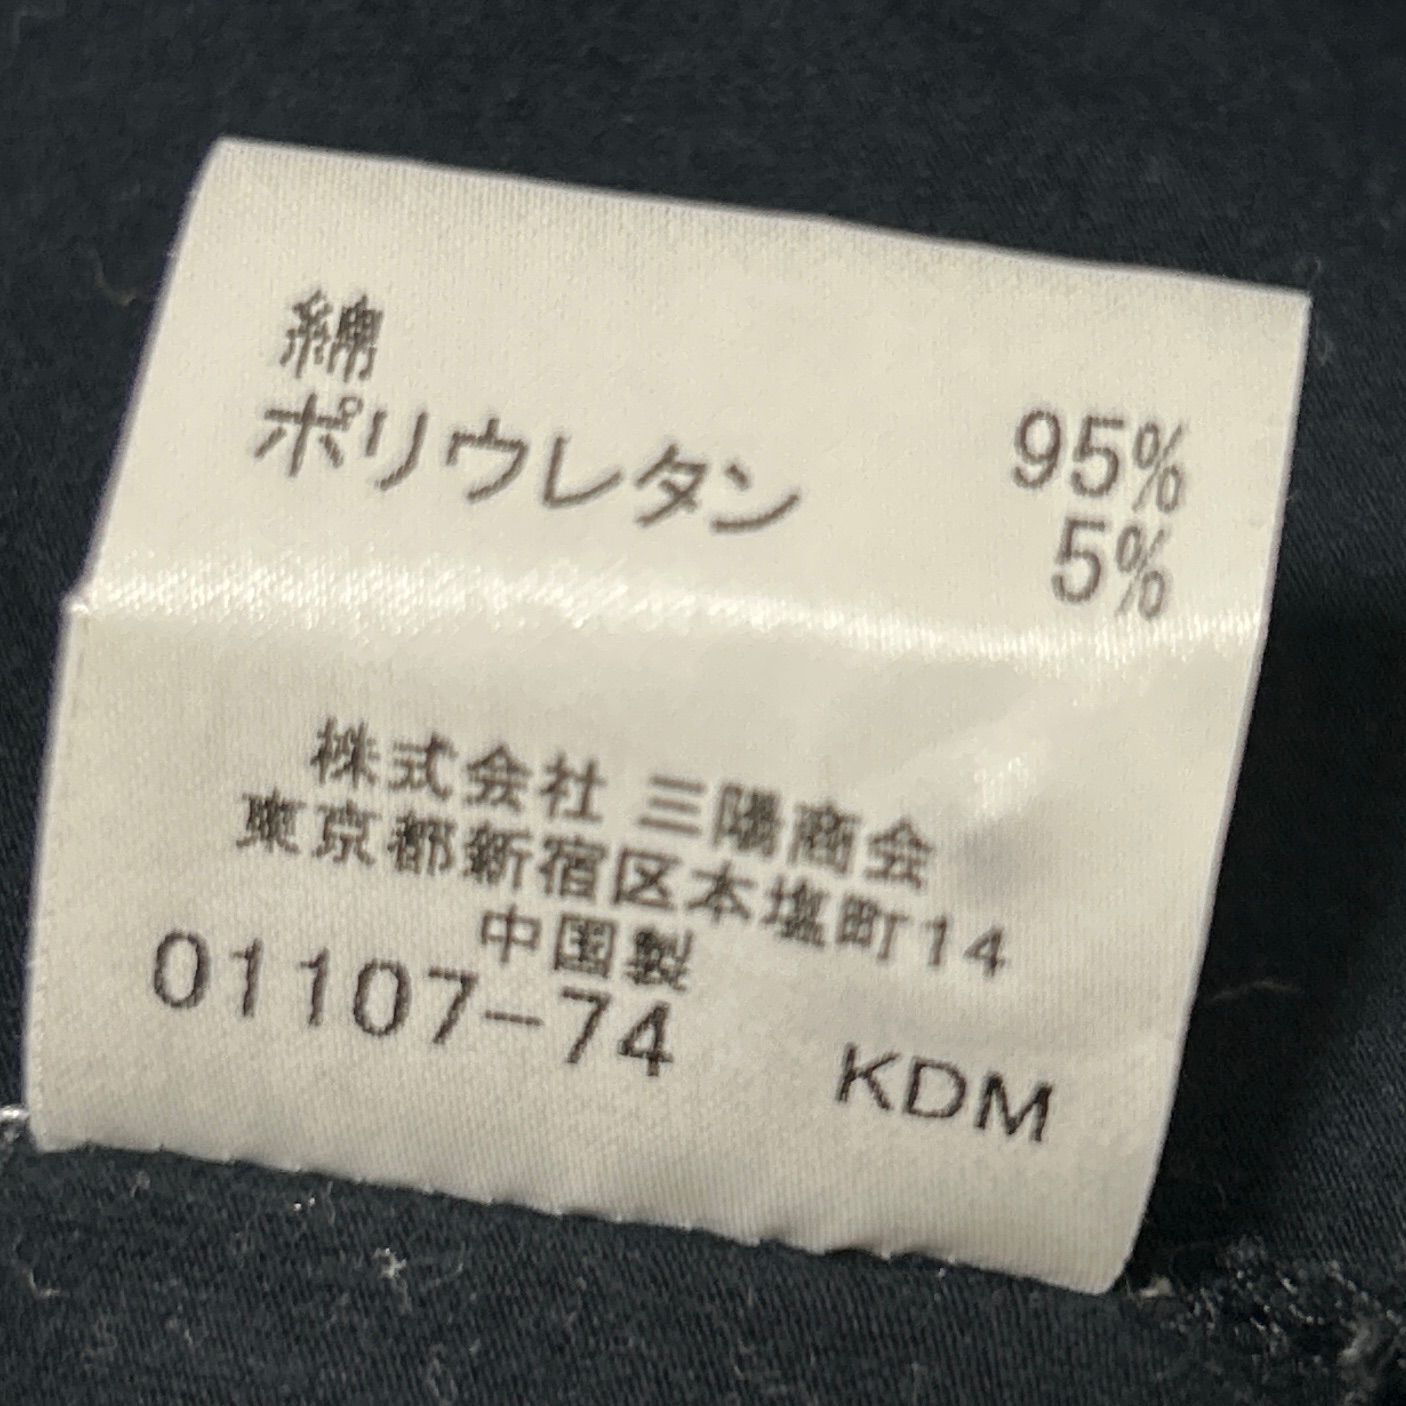 綿 95%
ポリウレタン 5%
株式会社 三陽商会
東京都新宿区本塩町14
中国製
01107-74 KDM